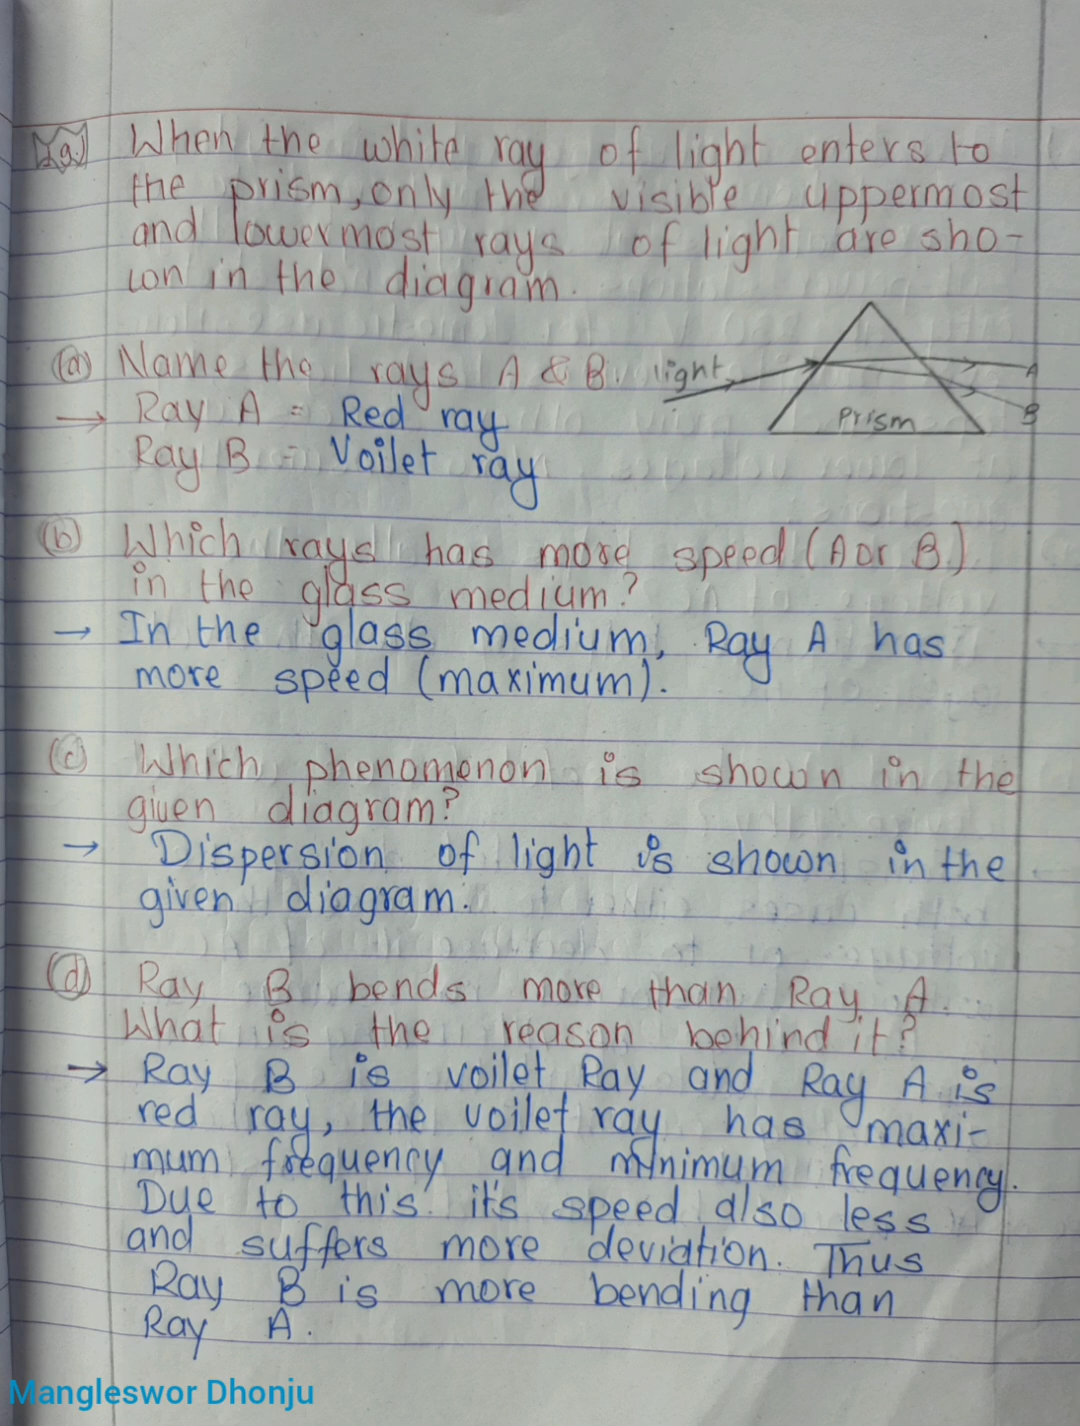 When the white ray of light enters to
the prism, only the visible uppermost
and lowermost rays of light are sho-
wn in the diagram.
(a) Name the rays A & B.
light
A
B
Prism
→ Ray A = Red ray
Ray B = Voilet ray
(b) Which rays has more speed (A or B)
in the glass medium?
→ In the glass medium, Ray A has
more speed (maximum).
(c) Which phenomenon is shown in the
given diagram?
→ Dispersion of light is shown in the
given diagram.
(d) Ray B bends more than Ray A.
What is the reason behind it?
→ Ray B is voilet Ray and Ray A is
red ray, the voilet ray has maxi-
mum frequency and minimum frequency.
Due to this it's speed also less
and suffers more deviation. Thus
Ray B is more bending than
Ray A.
Mangleswor Dhonju